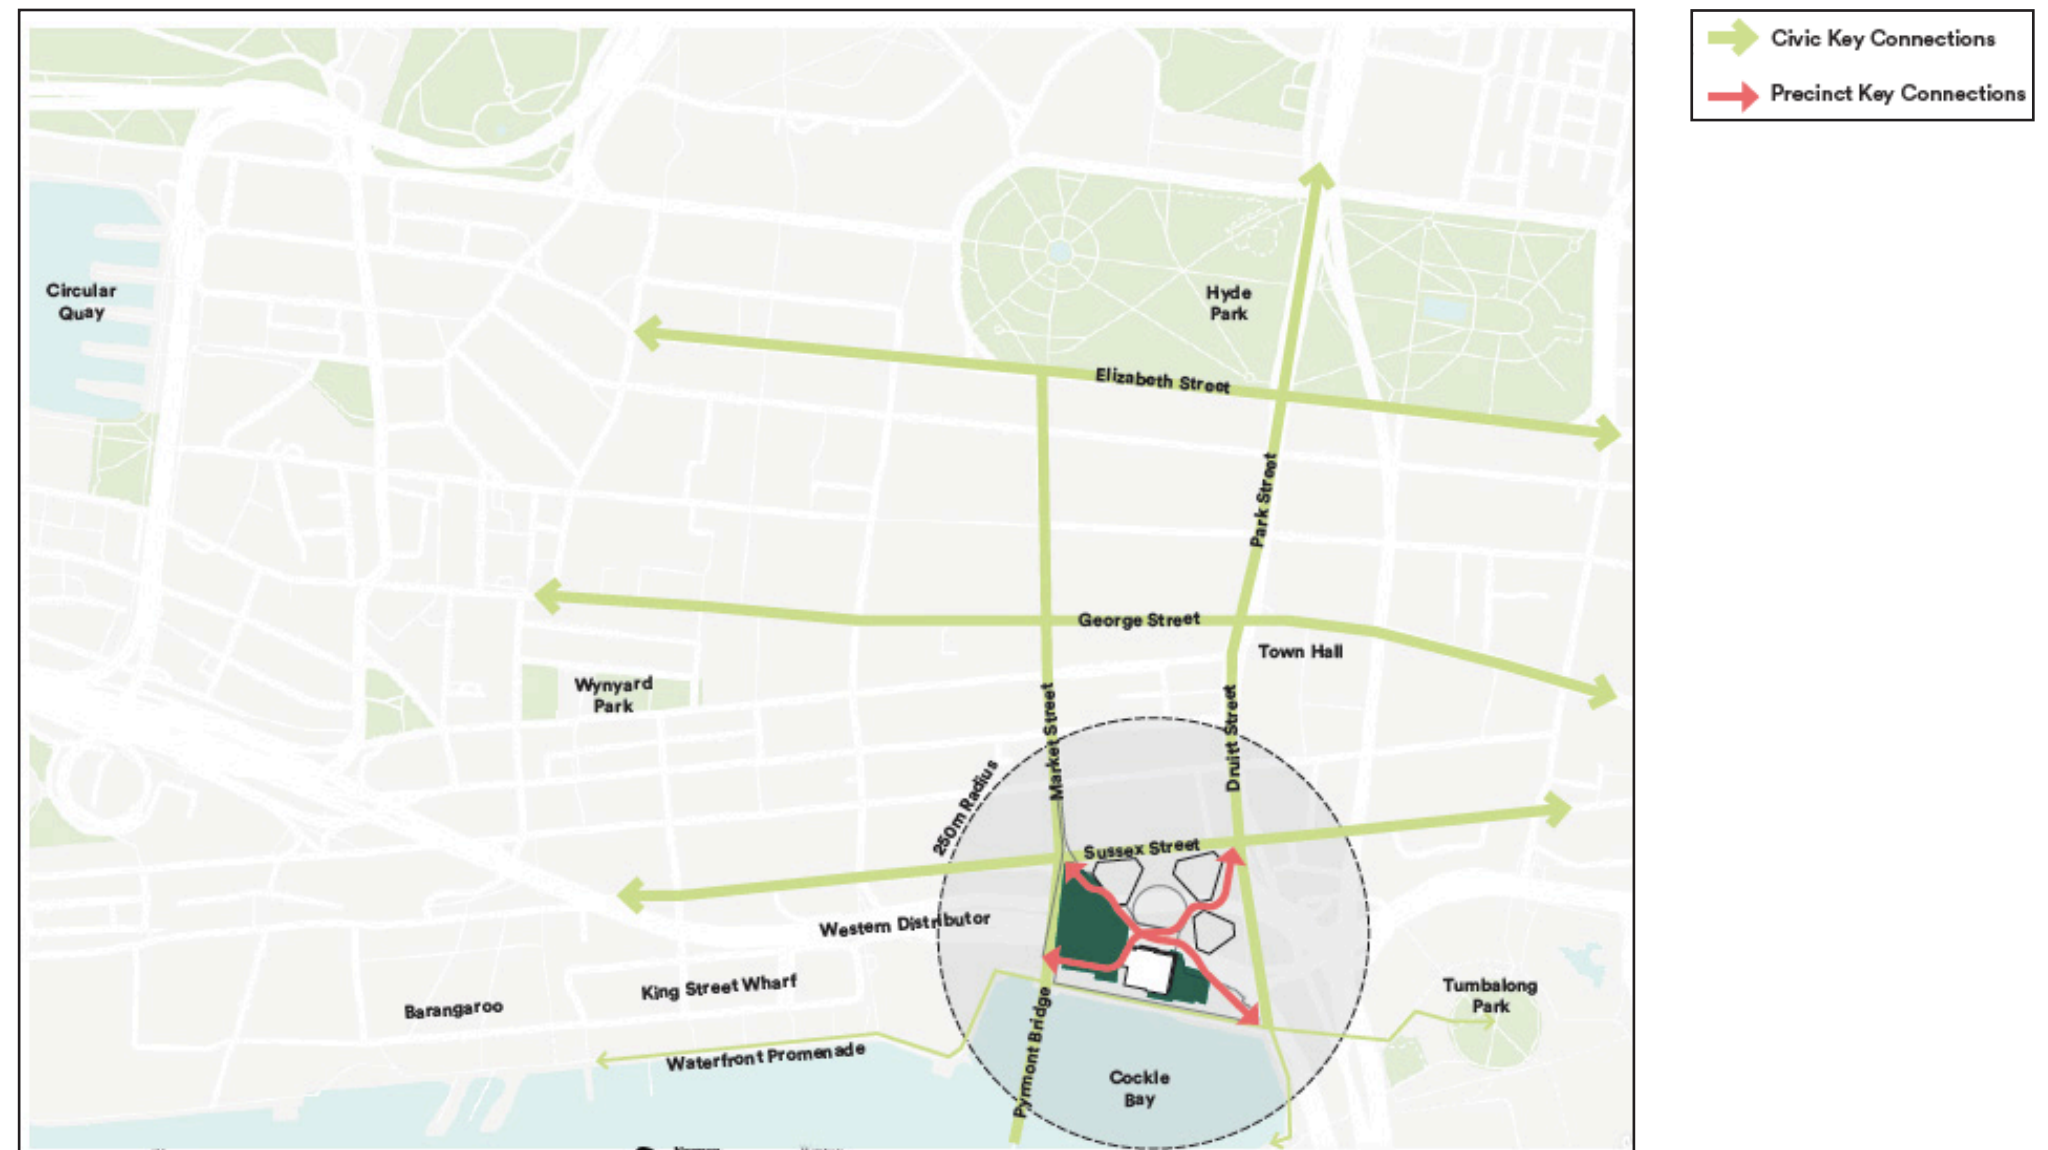 Civic Key Connections
Precinct Key Connections
Circular
Quay
Hyde
Park
Elizabeth Street
Park Street
George Street
Town Hall
Wynyard
Park
Market Street
Druitt Street
250m Radius
Sussex Street
Western Distributor
King Street Wharf
Barangaroo
Tumbalong
Park
Waterfront Promenade
Pyrmont Bridge
Cockle
Bay